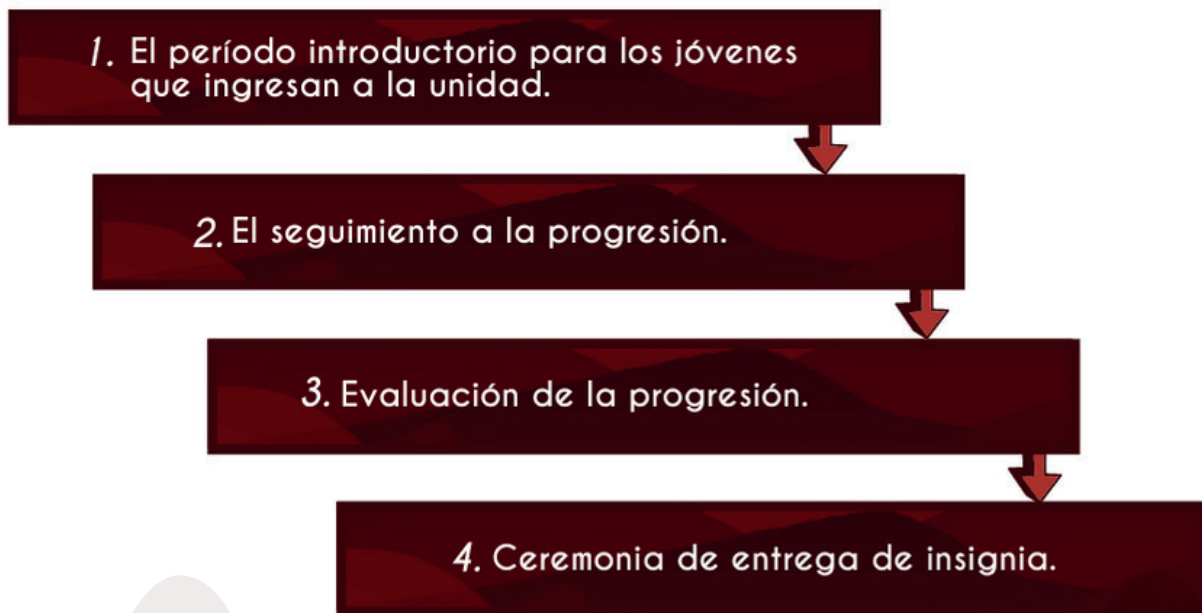 1. El período introductorio para los jóvenes
que ingresan a la unidad.
2. El seguimiento a la progresión.
3. Evaluación de la progresión.
4. Ceremonia de entrega de insignia.